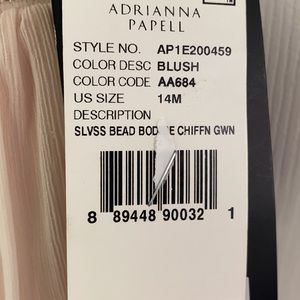 ADRIANNA
PAPELL
STYLE NO. AP1E200459
COLOR DESC BLUSH
COLOR CODE AA684
US SIZE 14M
DESCRIPTION
SLVSS BEAD CHIFFN GWN
8 89448 90032 1